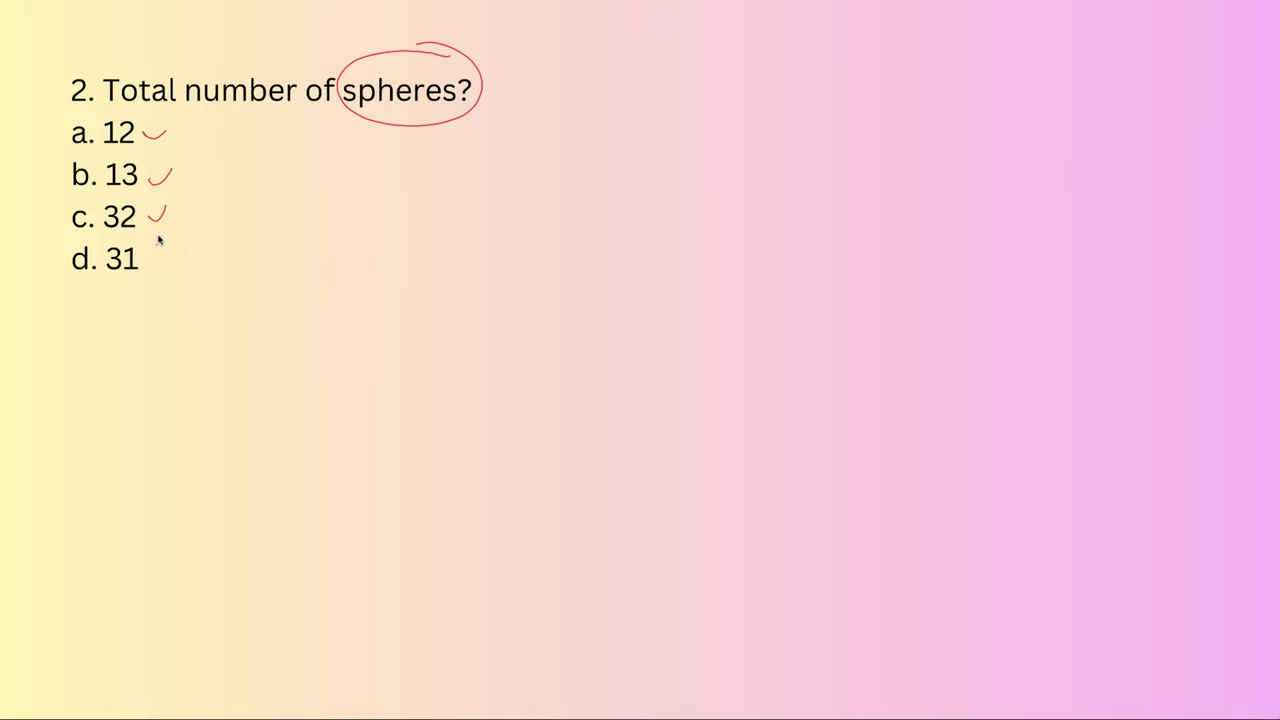 2. Total number of spheres?
a. 12
b. 13
c. 32
d. 31